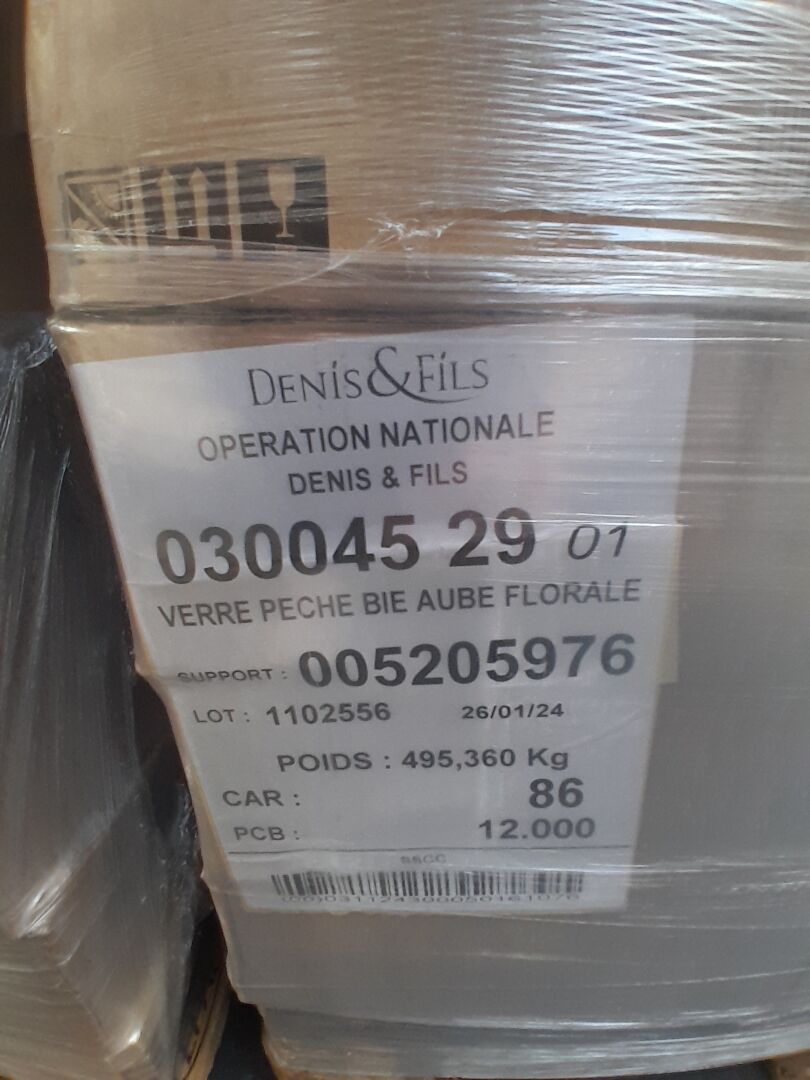 DENIS&FILS
OPERATION NATIONALE
DENIS & FILS
030045 29 01
VERRE PECHE BIE AUBE FLORALE
SUPPORT : 005205976
LOT : 1102556 26/01/24
POIDS : 495,360 Kg
CAR : 86
PCB : 12.000
SSCC